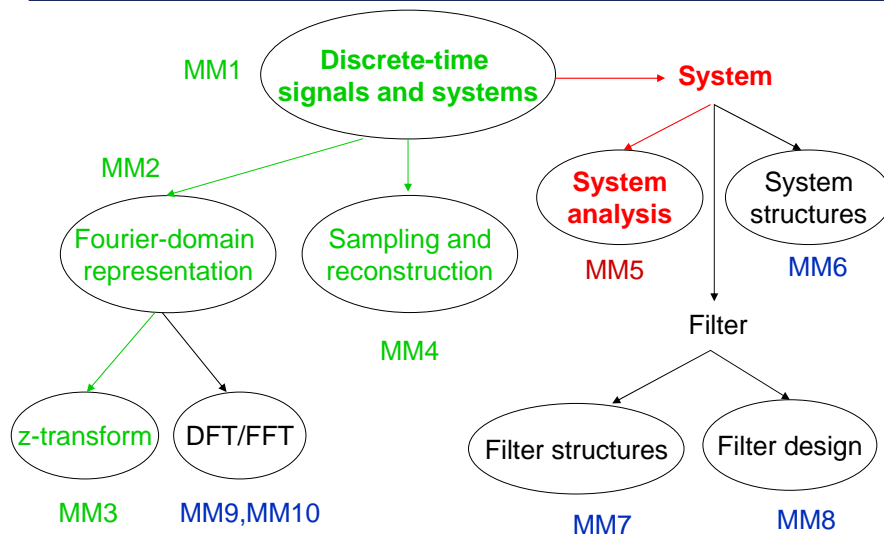 MM1
Discrete-time
signals and systems
System
MM2
System
analysis
System
structures
Fourier-domain
representation
Sampling and
reconstruction
MM5
MM6
Filter
MM4
z-transform
DFT/FFT
Filter structures
Filter design
MM3
MM9,MM10
MM7
MM8